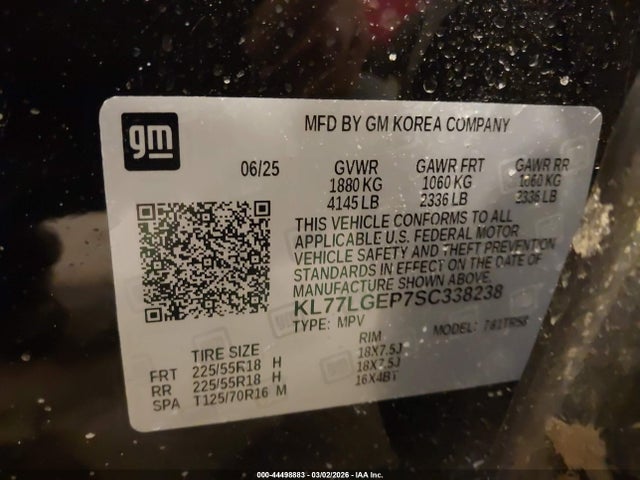 gm
MFD BY GM KOREA COMPANY
06/25 GVWR GAWR FRT GAWR RR
1880 KG 1060 KG 1060 KG
4145 LB 2336 LB 2336 LB
THIS VEHICLE CONFORMS TO ALL
APPLICABLE U.S. FEDERAL MOTOR
VEHICLE SAFETY AND THEFT PREVENTION
STANDARDS IN EFFECT ON THE DATE OF
MANUFACTURE SHOWN ABOVE.
KL77LGEP7SC338238
TYPE: MPV MODEL:
TIRE SIZE RIM
FRT 225/55R18 H 18X7.5J
RR 225/55R18 H 18X7.5J
SPA T125/70R16 M 16X4BT
000-44498883 — 03/02/2026 — IAA Inc.